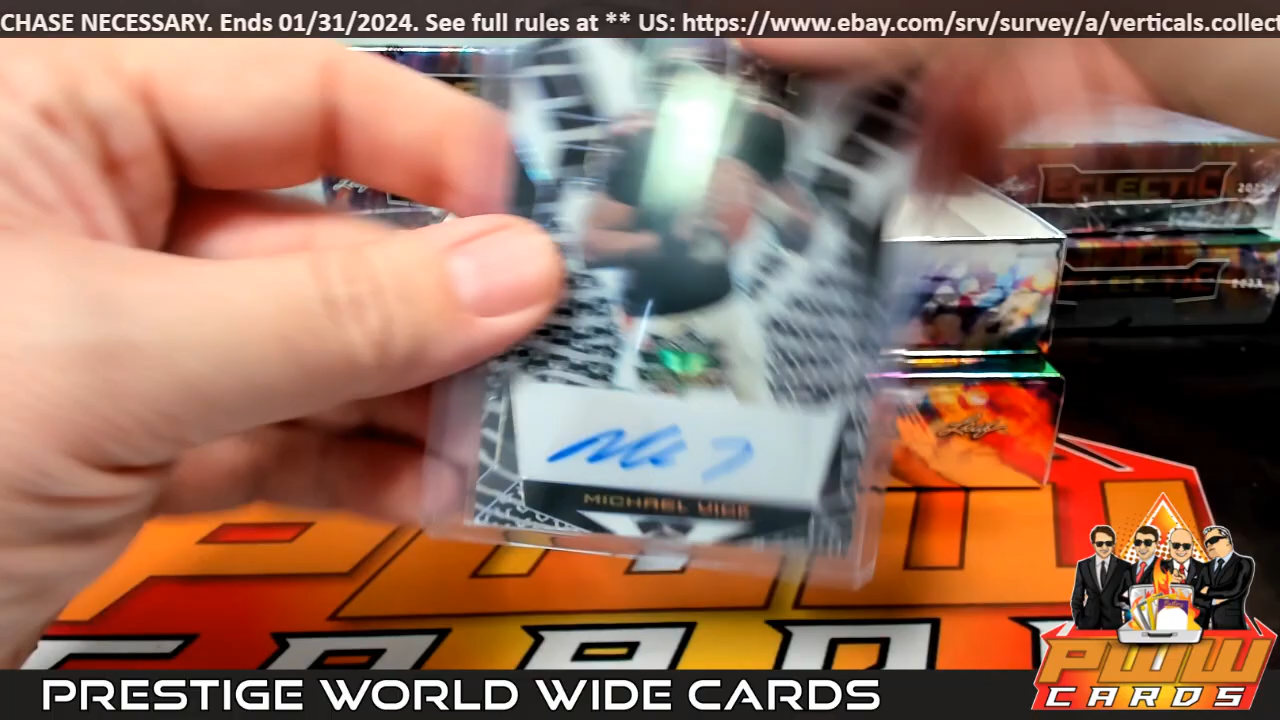 CHASE NECESSARY. Ends 01/31/2024. See full rules at ** US: https://www.ebay.com/srv/survey/a/verticals.collect
ECLECTIC
Leaf
MICHAEL VICK
PWW
CARDS
PRESTIGE WORLD WIDE CARDS